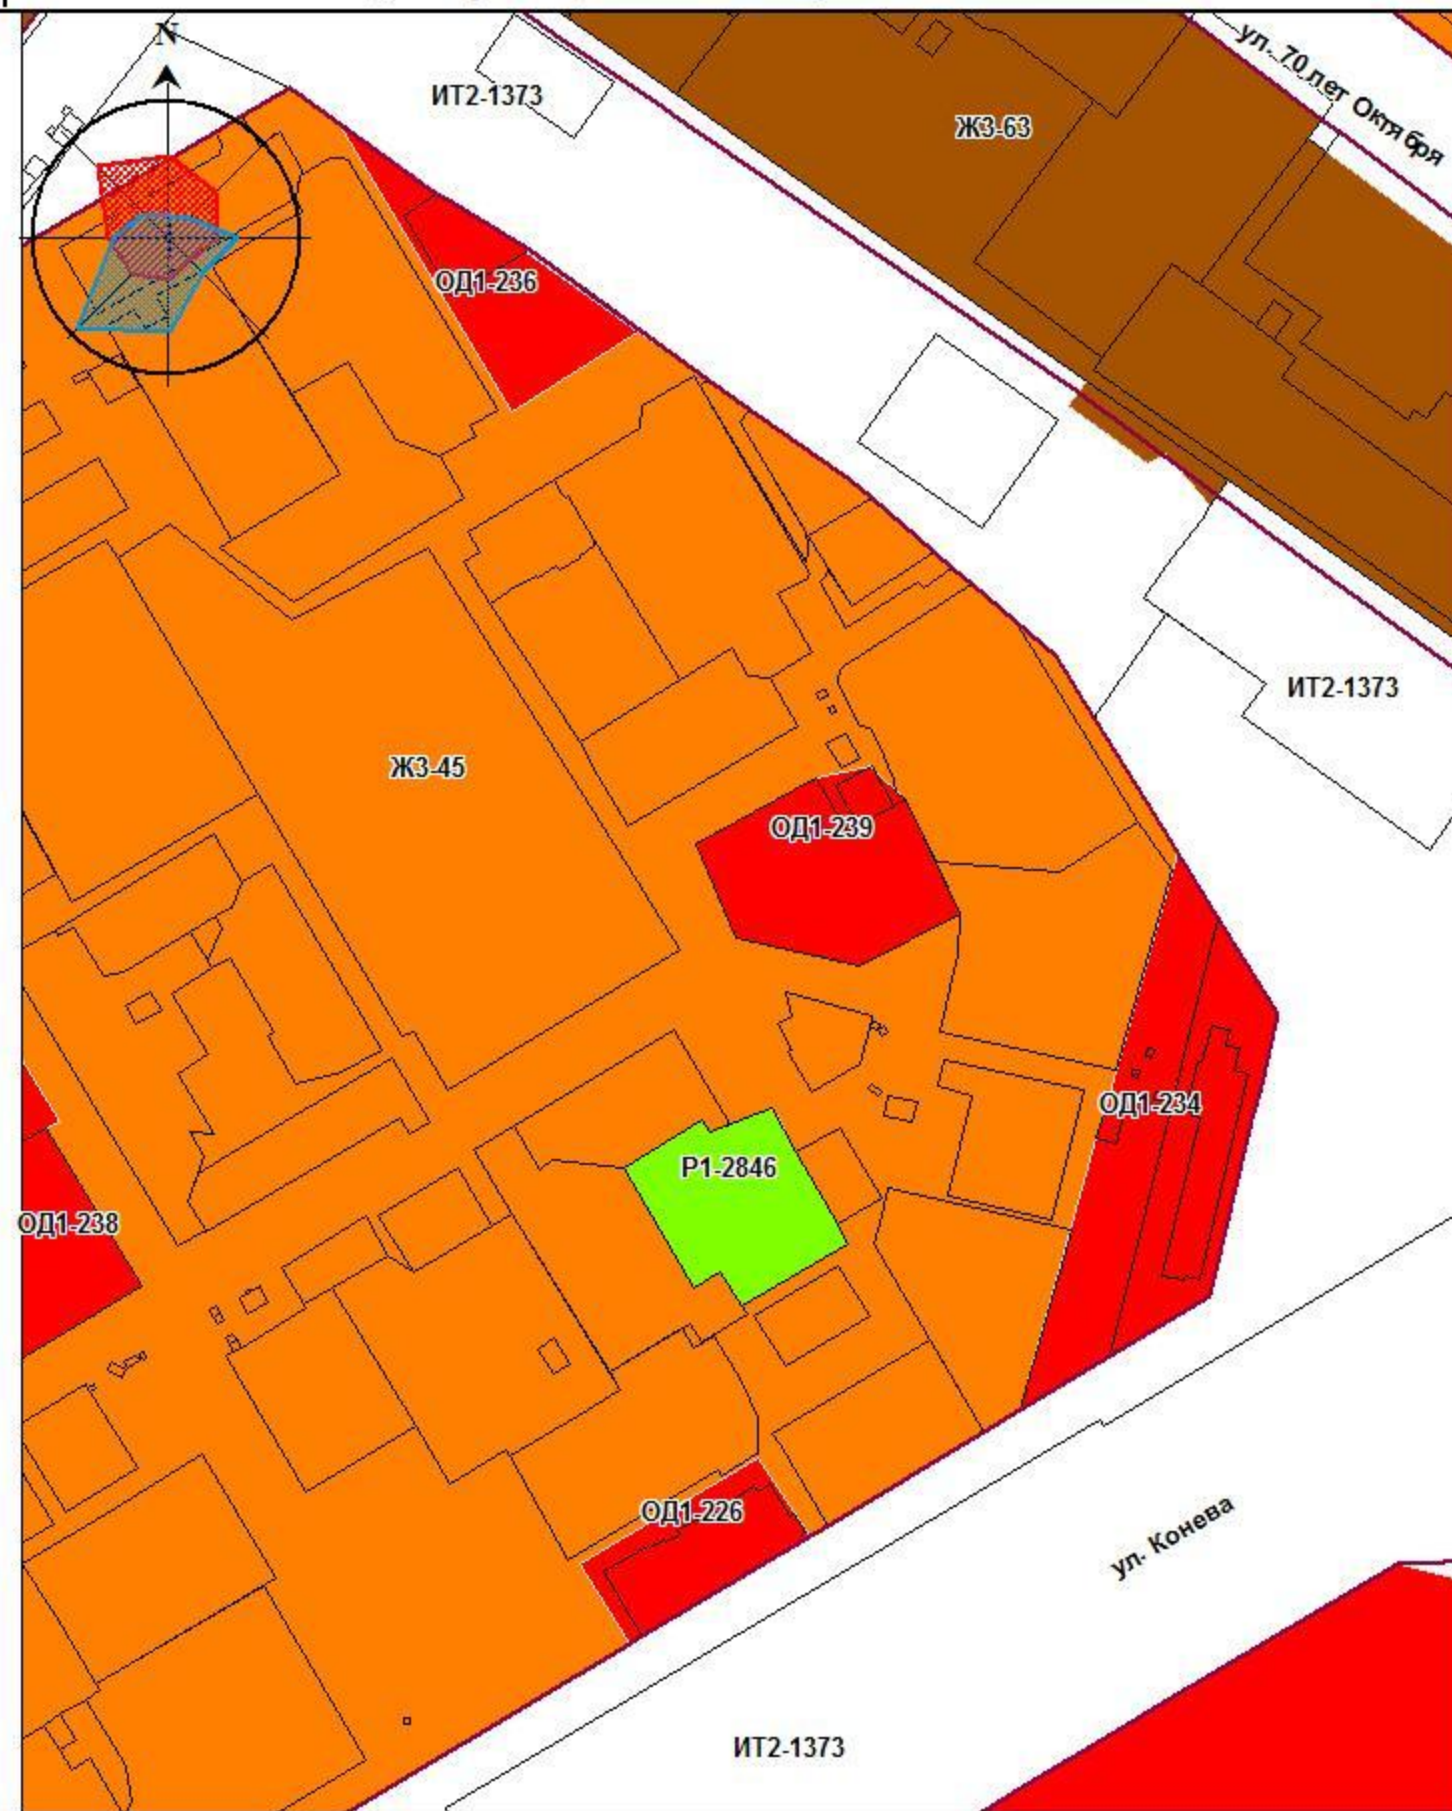 N
ул. 70 лет Октября
ИТ2-1373
Ж3-63
ОД1-236
ИТ2-1373
Ж3-45
ОД1-239
ОД1-234
Р1-2846
ОД1-238
ОД1-226
ул. Конева
ИТ2-1373